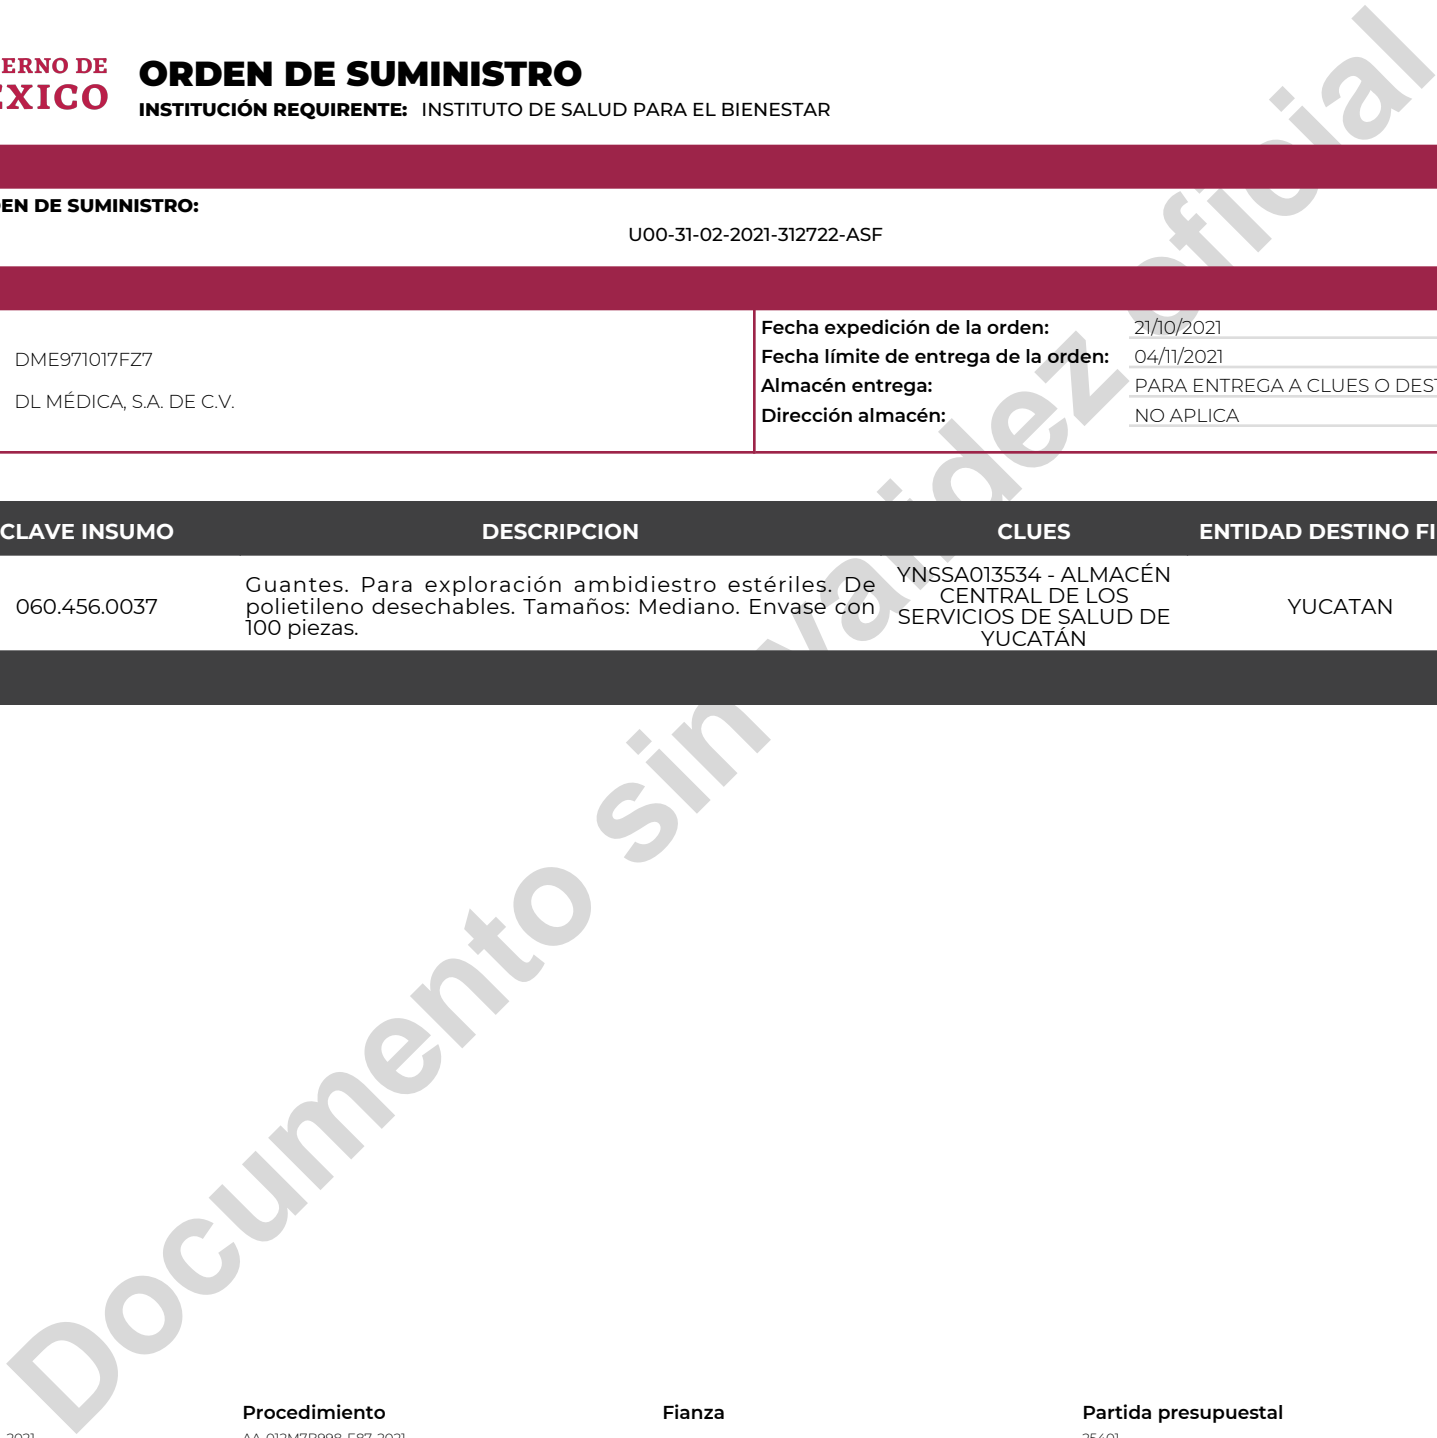 ERNO DE
ÉXICO
ORDEN DE SUMINISTRO
INSTITUCIÓN REQUIRENTE: INSTITUTO DE SALUD PARA EL BIENESTAR
EN DE SUMINISTRO:
U00-31-02-2021-312722-ASF
DME971017FZ7
DL MÉDICA, S.A. DE C.V.
Fecha expedición de la orden: 21/10/2021
Fecha límite de entrega de la orden: 04/11/2021
Almacén entrega: PARA ENTREGA A CLUES O DEST
Dirección almacén: NO APLICA
CLAVE INSUMO DESCRIPCION CLUES ENTIDAD DESTINO FI
060.456.0037
Guantes. Para exploración ambidiestro estériles. De
polietileno desechables. Tamaños: Mediano. Envase con
100 piezas.
YNSSA013534 - ALMACÉN
CENTRAL DE LOS
SERVICIOS DE SALUD DE
YUCATÁN
YUCATAN
Documento sin validez oficial
Procedimiento Fianza Partida presupuestal